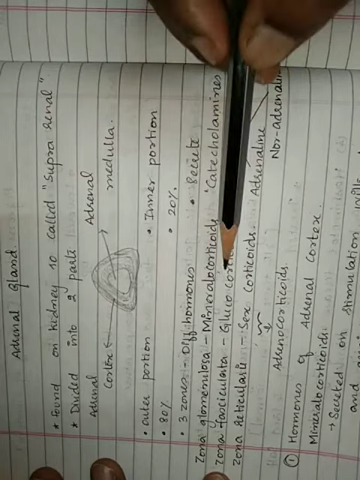 Adrenal Gland
* Found on kidney so called "Supra renal"
* Divided into 2 parts
Adrenal Adrenal
Cortex medulla.
• outer portion • Inner portion
• 80% • 20%
• 3 zones - Diff hormones • Secrete
Zona glomerulosa - Mineralocorticoids "Catecholamines
Zona fasciculata - Gluco
Zona Reticularis - Sex corticoids. Adrenaline
Adrenocorticoids Nor-adrenaline
① Hormones of Adrenal cortex.
Mineralocorticoids
→ Secreted on stimulation
and